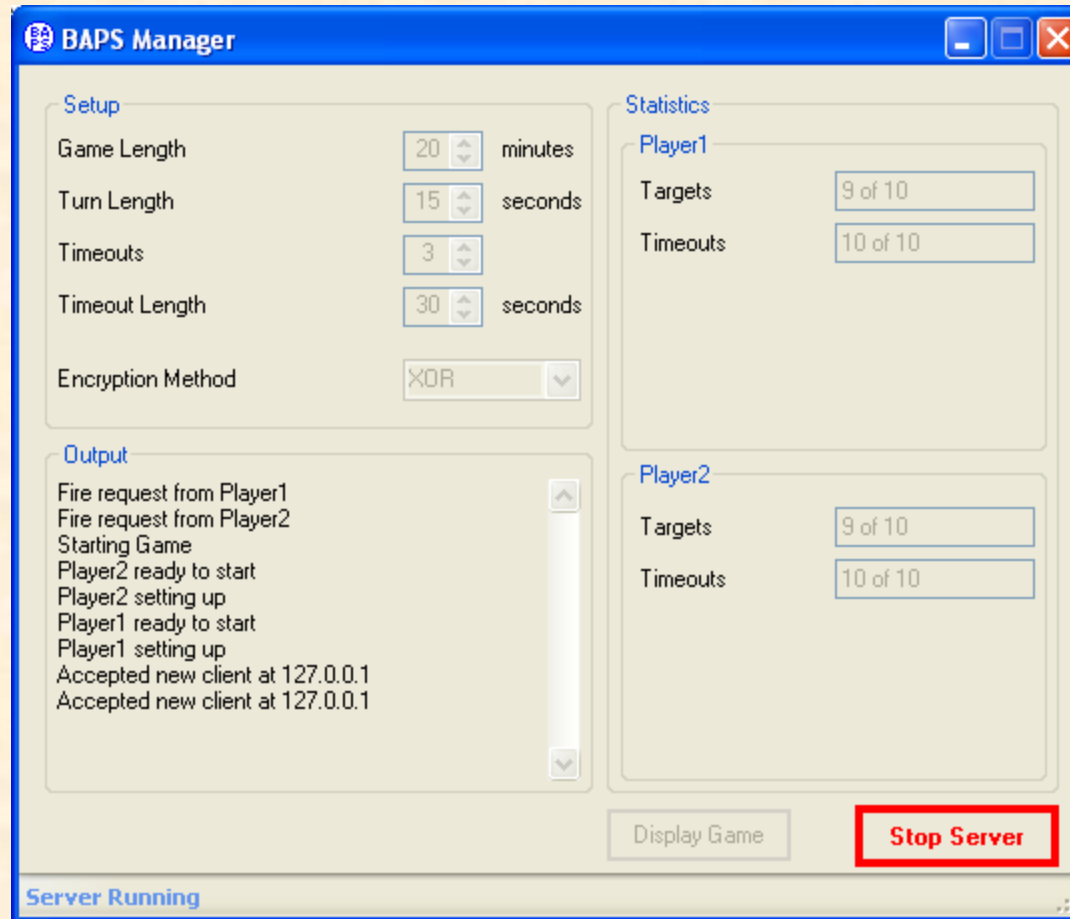 BAPS Manager
Setup
Game Length 20 minutes
Turn Length 15 seconds
Timeouts 3
Timeout Length 30 seconds
Encryption Method XOR
Output
Fire request from Player1
Fire request from Player2
Starting Game
Player2 ready to start
Player2 setting up
Player1 ready to start
Player1 setting up
Accepted new client at 127.0.0.1
Accepted new client at 127.0.0.1
Statistics
Player1
Targets 9 of 10
Timeouts 10 of 10
Player2
Targets 9 of 10
Timeouts 10 of 10
Display Game
Stop Server
Server Running